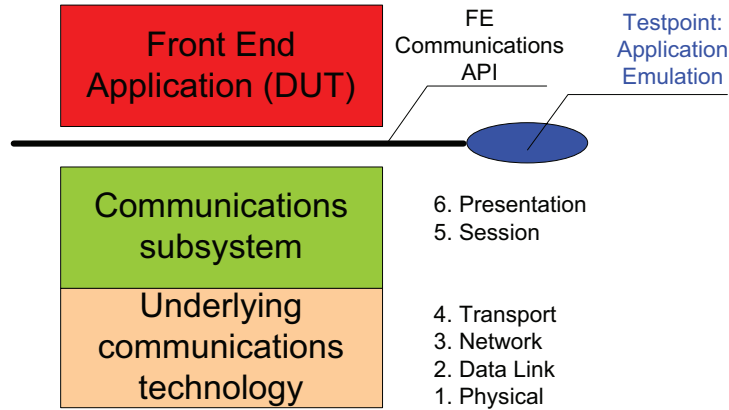 Front End
Application (DUT)
FE
Communications
API
Testpoint:
Application
Emulation
Communications
subsystem
6. Presentation
5. Session
Underlying
communications
technology
4. Transport
3. Network
2. Data Link
1. Physical